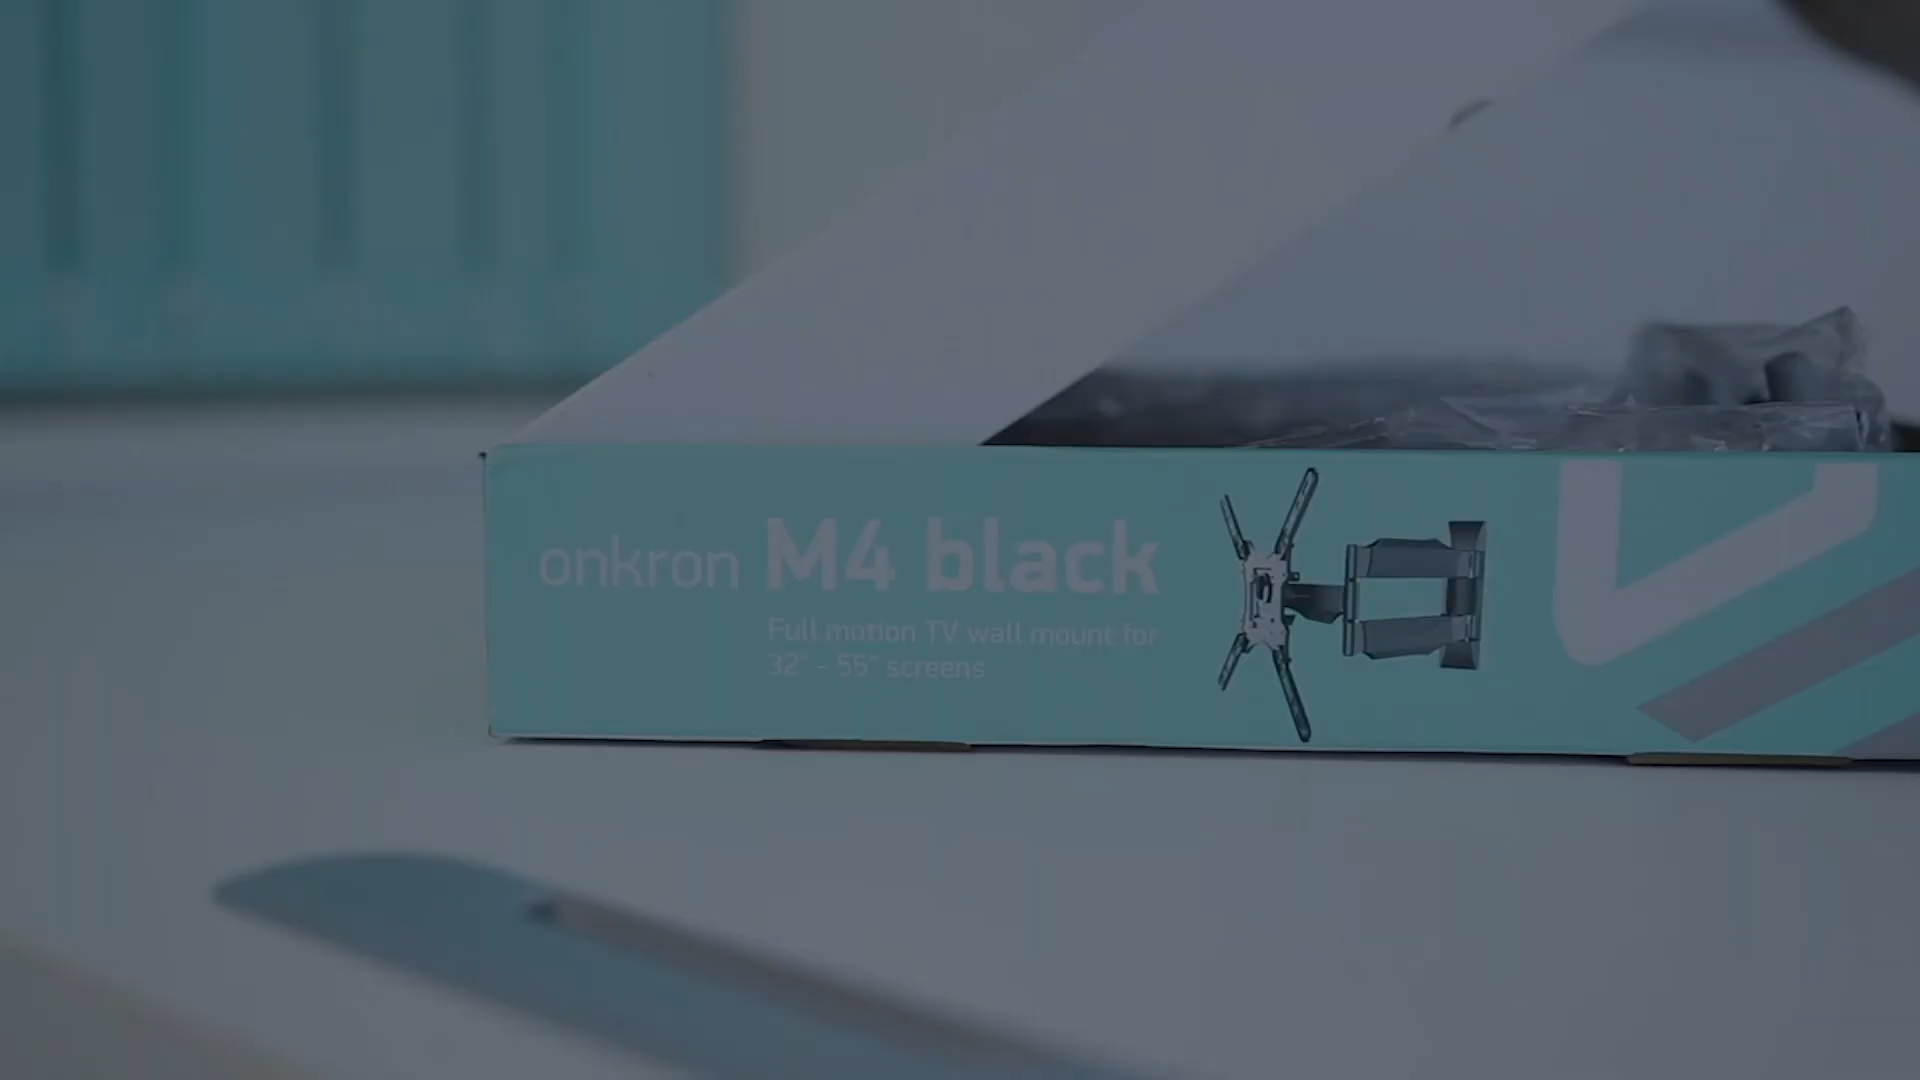 onkron M4 black
Full motion TV wall mount for
32" - 55" screens